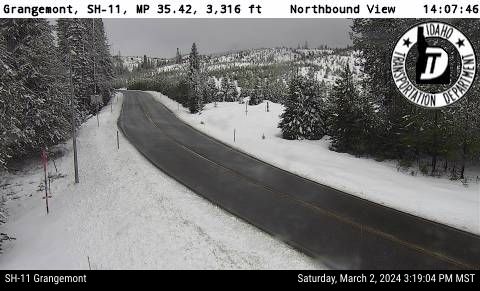 Grangemont, SH-11, MP 35.42, 3,316 ft Northbound View 14:07:46
IDAHO
TRANSPORTATION DEPARTMENT
SH-11 Grangemont Saturday, March 2, 2024 3:19:04 PM MST